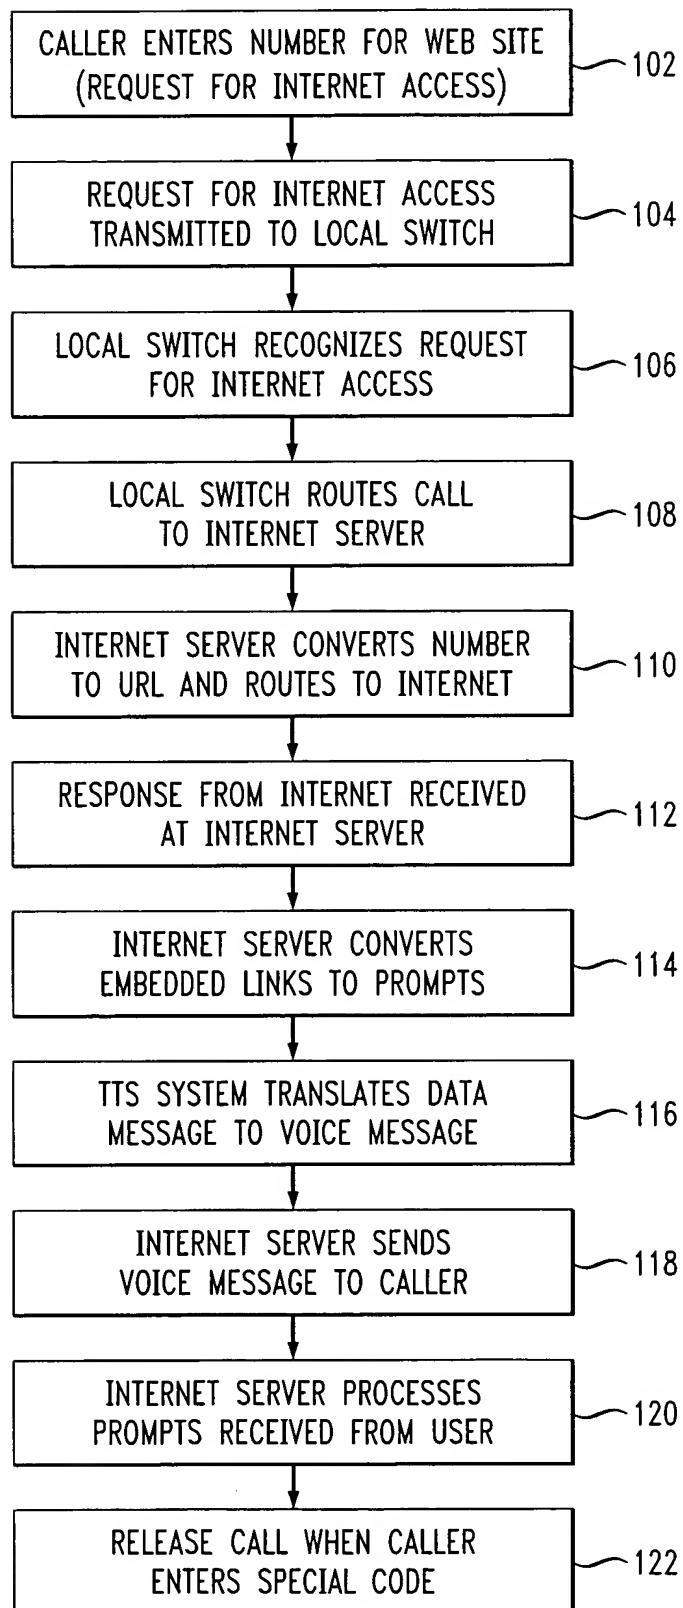 CALLER ENTERS NUMBER FOR WEB SITE
(REQUEST FOR INTERNET ACCESS)
102
REQUEST FOR INTERNET ACCESS
TRANSMITTED TO LOCAL SWITCH
104
LOCAL SWITCH RECOGNIZES REQUEST
FOR INTERNET ACCESS
106
LOCAL SWITCH ROUTES CALL
TO INTERNET SERVER
108
INTERNET SERVER CONVERTS NUMBER
TO URL AND ROUTES TO INTERNET
110
RESPONSE FROM INTERNET RECEIVED
AT INTERNET SERVER
112
INTERNET SERVER CONVERTS
EMBEDDED LINKS TO PROMPTS
114
TTS SYSTEM TRANSLATES DATA
MESSAGE TO VOICE MESSAGE
116
INTERNET SERVER SENDS
VOICE MESSAGE TO CALLER
118
INTERNET SERVER PROCESSES
PROMPTS RECEIVED FROM USER
120
RELEASE CALL WHEN CALLER
ENTERS SPECIAL CODE
122